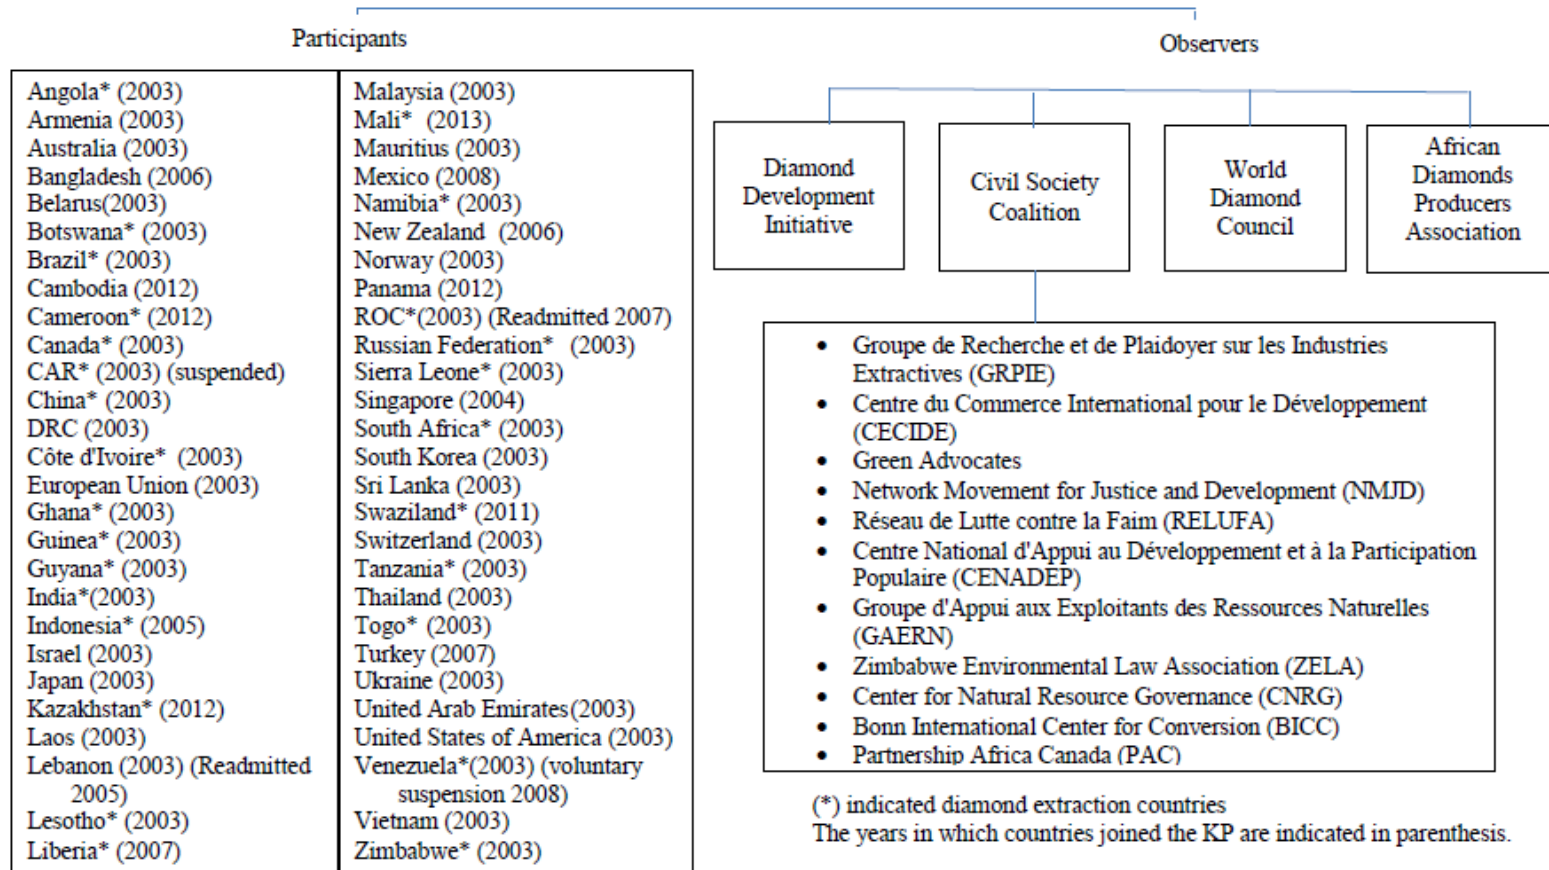 Participants
Observers
Angola* (2003)
Armenia (2003)
Australia (2003)
Bangladesh (2006)
Belarus(2003)
Botswana* (2003)
Brazil* (2003)
Cambodia (2012)
Cameroon* (2012)
Canada* (2003)
CAR* (2003) (suspended)
China* (2003)
DRC (2003)
Côte d'Ivoire* (2003)
European Union (2003)
Ghana* (2003)
Guinea* (2003)
Guyana* (2003)
India*(2003)
Indonesia* (2005)
Israel (2003)
Japan (2003)
Kazakhstan* (2012)
Laos (2003)
Lebanon (2003) (Readmitted
2005)
Lesotho* (2003)
Liberia* (2007)
Malaysia (2003)
Mali* (2013)
Mauritius (2003)
Mexico (2008)
Namibia* (2003)
New Zealand (2006)
Norway (2003)
Panama (2012)
ROC*(2003) (Readmitted 2007)
Russian Federation* (2003)
Sierra Leone* (2003)
Singapore (2004)
South Africa* (2003)
South Korea (2003)
Sri Lanka (2003)
Swaziland* (2011)
Switzerland (2003)
Tanzania* (2003)
Thailand (2003)
Togo* (2003)
Turkey (2007)
Ukraine (2003)
United Arab Emirates(2003)
United States of America (2003)
Venezuela*(2003) (voluntary
suspension 2008)
Vietnam (2003)
Zimbabwe* (2003)
Diamond
Development
Initiative
Civil Society
Coalition
World
Diamond
Council
African
Diamonds
Producers
Association
• Groupe de Recherche et de Plaidoyer sur les Industries
Extractives (GRPIE)
• Centre du Commerce International pour le Développement
(CECIDE)
• Green Advocates
• Network Movement for Justice and Development (NMJD)
• Réseau de Lutte contre la Faim (RELUFA)
• Centre National d'Appui au Développement et à la Participation
Populaire (CENADEP)
• Groupe d'Appui aux Exploitants des Ressources Naturelles
(GAERN)
• Zimbabwe Environmental Law Association (ZELA)
• Center for Natural Resource Governance (CNRG)
• Bonn International Center for Conversion (BICC)
• Partnership Africa Canada (PAC)
(*) indicated diamond extraction countries
The years in which countries joined the KP are indicated in parenthesis.